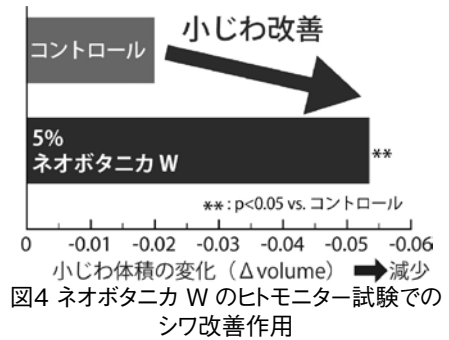 小じわ改善
コントロール
5%
ネオボタニカ W
**
**: p<0.05 vs. コントロール
0 -0.01 -0.02 -0.03 -0.04 -0.05 -0.06
小じわ体積の変化（Δvolume）➡減少
図4 ネオボタニカ W のヒトモニター試験での
シワ改善作用